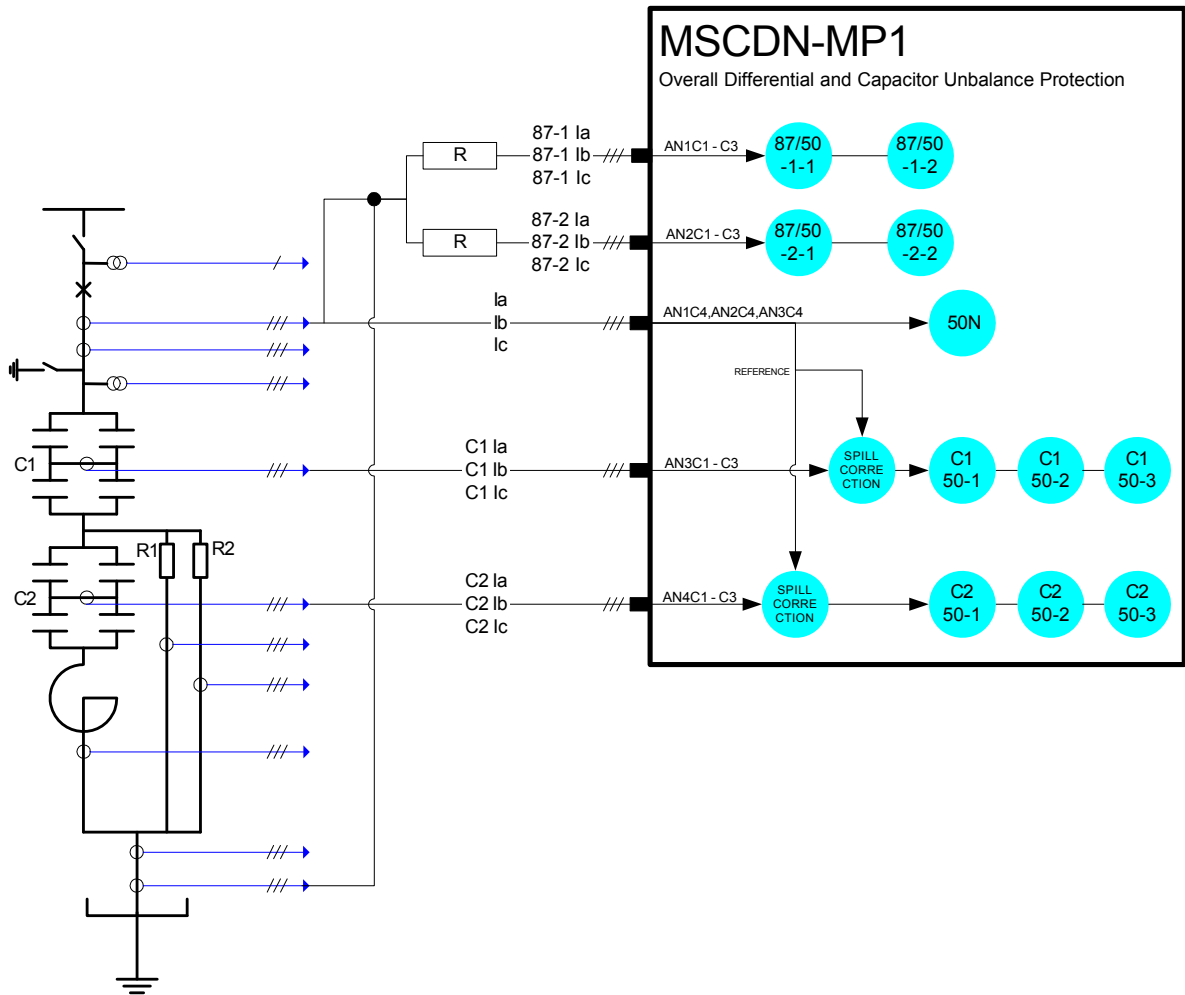 MSCDN-MP1
Overall Differential and Capacitor Unbalance Protection
87-1 Ia
87-1 Ib
87-1 Ic
R
AN1C1 - C3
87/50
-1-1
87/50
-1-2
87-2 Ia
87-2 Ib
87-2 Ic
R
AN2C1 - C3
87/50
-2-1
87/50
-2-2
Ia
Ib
Ic
AN1C4,AN2C4,AN3C4
50N
REFERENCE
C1
C1 Ia
C1 Ib
C1 Ic
AN3C1 - C3
SPILL
CORRE
CTION
C1
50-1
C1
50-2
C1
50-3
R1
R2
C2
C2 Ia
C2 Ib
C2 Ic
AN4C1 - C3
SPILL
CORRE
CTION
C2
50-1
C2
50-2
C2
50-3